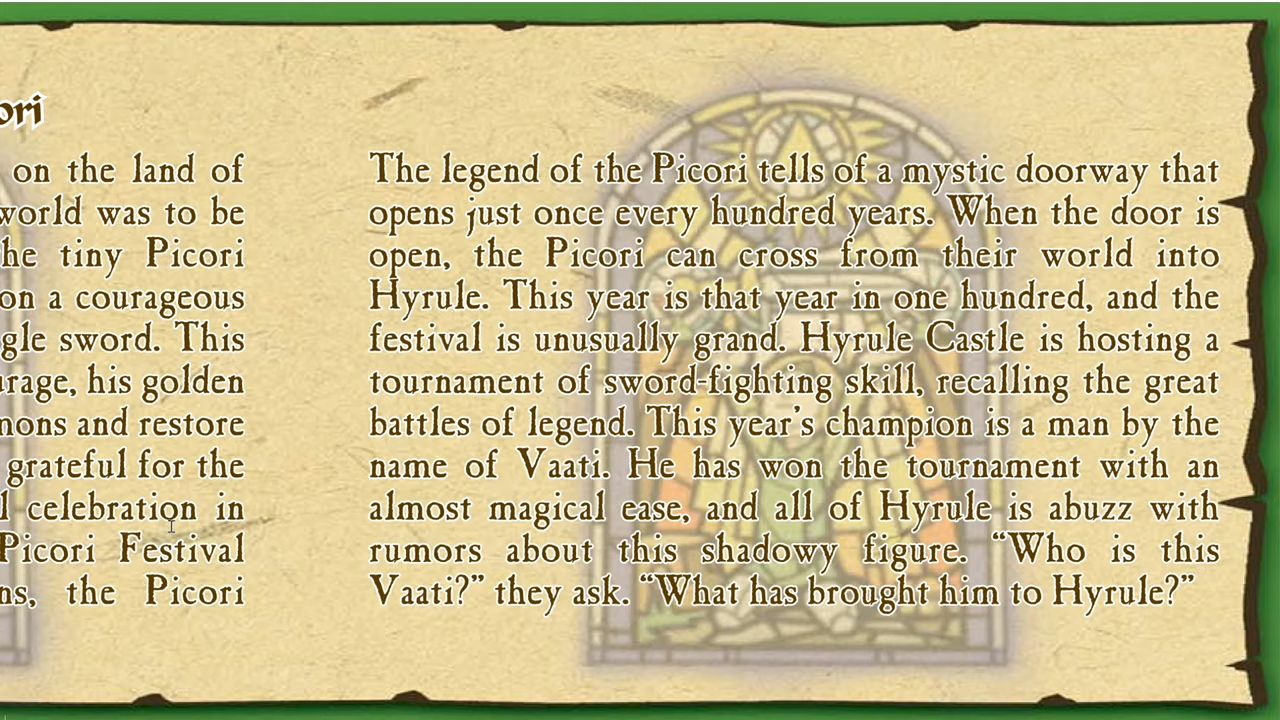 ori
on the land of
world was to be
he tiny Picori
on a courageous
gle sword. This
urage, his golden
mons and restore
grateful for the
l celebration in
Picori Festival
ns, the Picori
The legend of the Picori tells of a mystic doorway that
opens just once every hundred years. When the door is
open, the Picori can cross from their world into
Hyrule. This year is that year in one hundred, and the
festival is unusually grand. Hyrule Castle is hosting a
tournament of sword-fighting skill, recalling the great
battles of legend. This year's champion is a man by the
name of Vaati. He has won the tournament with an
almost magical ease, and all of Hyrule is abuzz with
rumors about this shadowy figure. “Who is this
Vaati?” they ask. “What has brought him to Hyrule?”